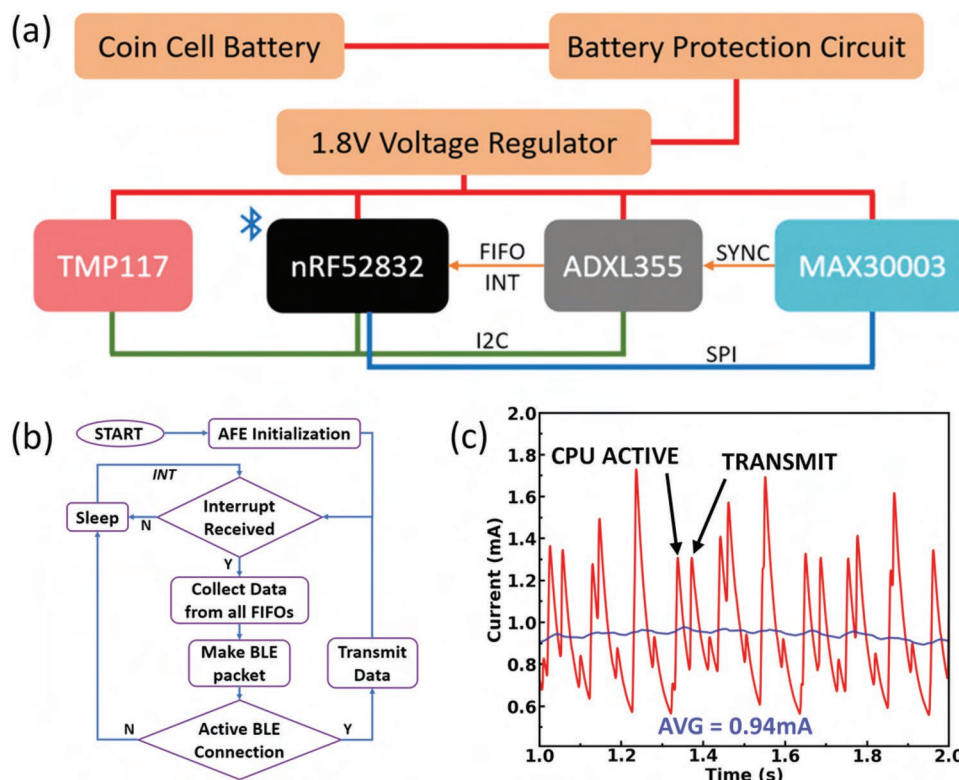 (a)
Coin Cell Battery
Battery Protection Circuit
1.8V Voltage Regulator
TMP117
nRF52832
FIFO
INT
ADXL355
SYNC
MAX30003
I2C
SPI
(b)
START
AFE Initialization
INT
Sleep
N
Interrupt
Received
Y
Collect Data
from all FIFOs
Make BLE
packet
Transmit
Data
N
Active BLE
Connection
Y
(c)
2.0
1.8
1.6
1.4
1.2
1.0
0.8
0.6
Current (mA)
CPU ACTIVE
TRANSMIT
AVG = 0.94mA
1.0
1.2
1.4
1.6
1.8
2.0
Time (s)